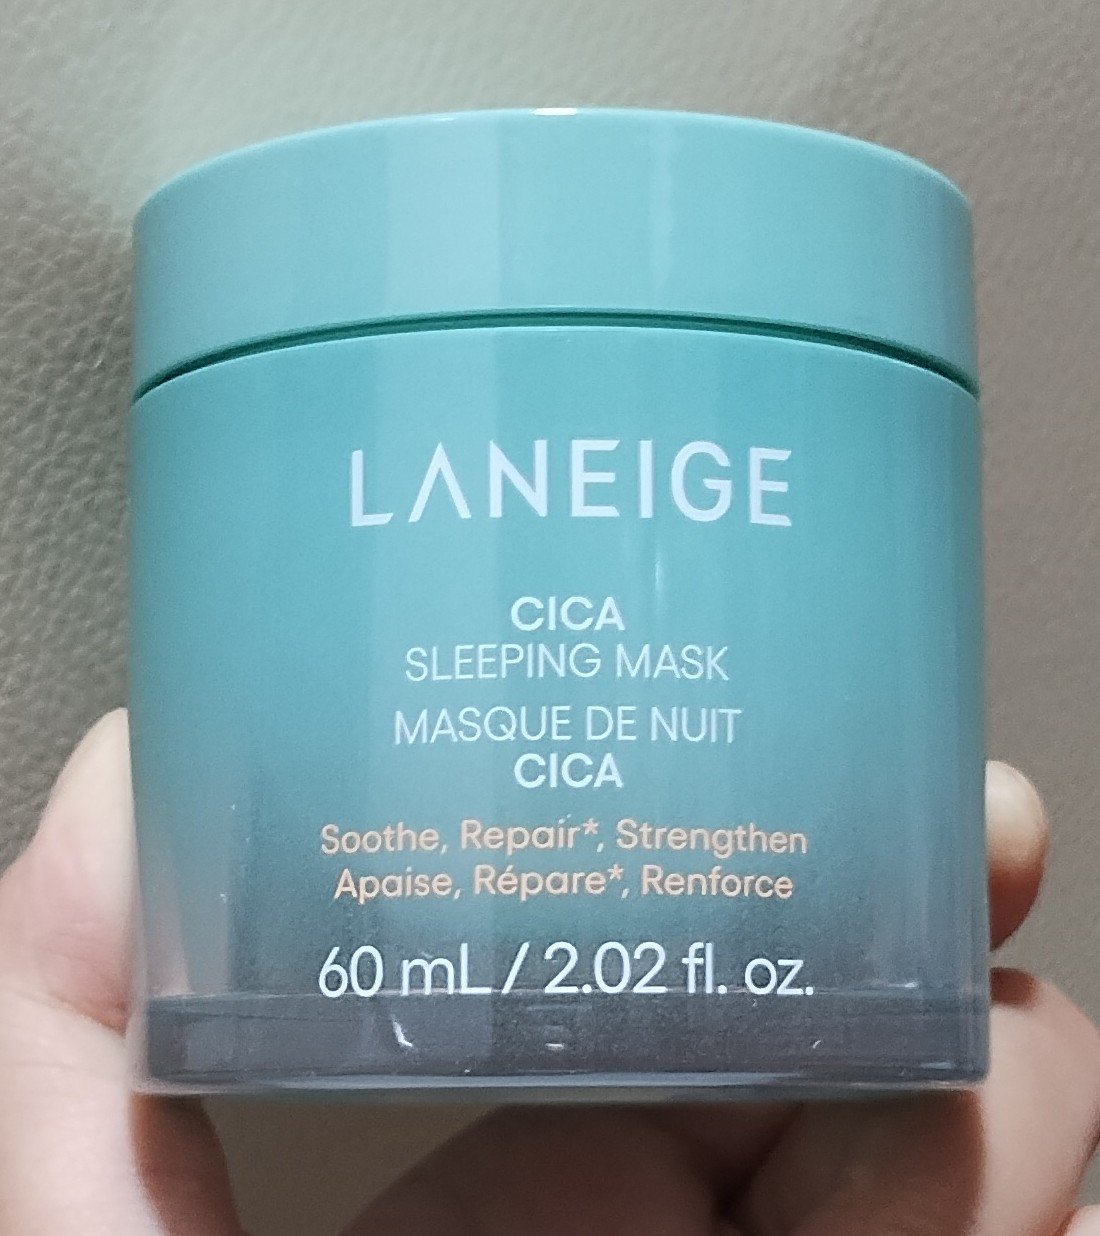 LANEIGE
CICA
SLEEPING MASK
MASQUE DE NUIT
CICA
Soothe, Repair*, Strengthen
Apaise, Répare*, Renforce
60 mL / 2.02 fl. oz.